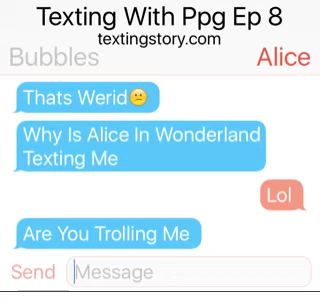 Texting With Ppg Ep 8
textingstory.com
Bubbles Alice
Thats Werid😕
Why Is Alice In Wonderland
Texting Me
Lol
Are You Trolling Me
Send Message